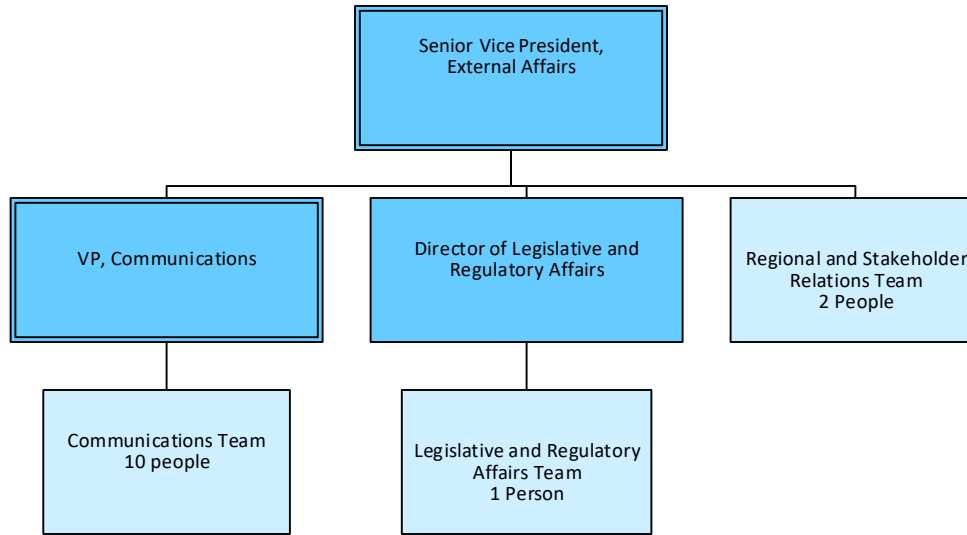 Senior Vice President,
External Affairs
VP, Communications
Director of Legislative and
Regulatory Affairs
Regional and Stakeholder
Relations Team
2 People
Communications Team
10 people
Legislative and Regulatory
Affairs Team
1 Person